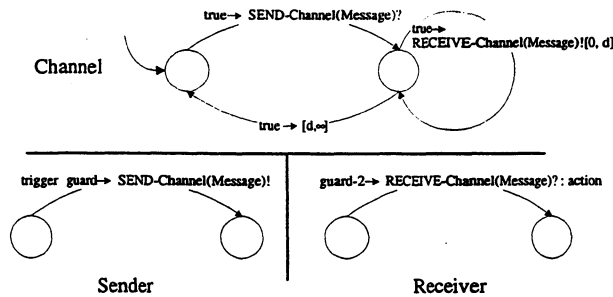 true→ SEND-Channel(Message)?
true→
RECEIVE-Channel(Message)![0, d]
Channel
true → [d,∞]
trigger guard→ SEND-Channel(Message)!
guard-2→ RECEIVE-Channel(Message)? : action
Sender
Receiver